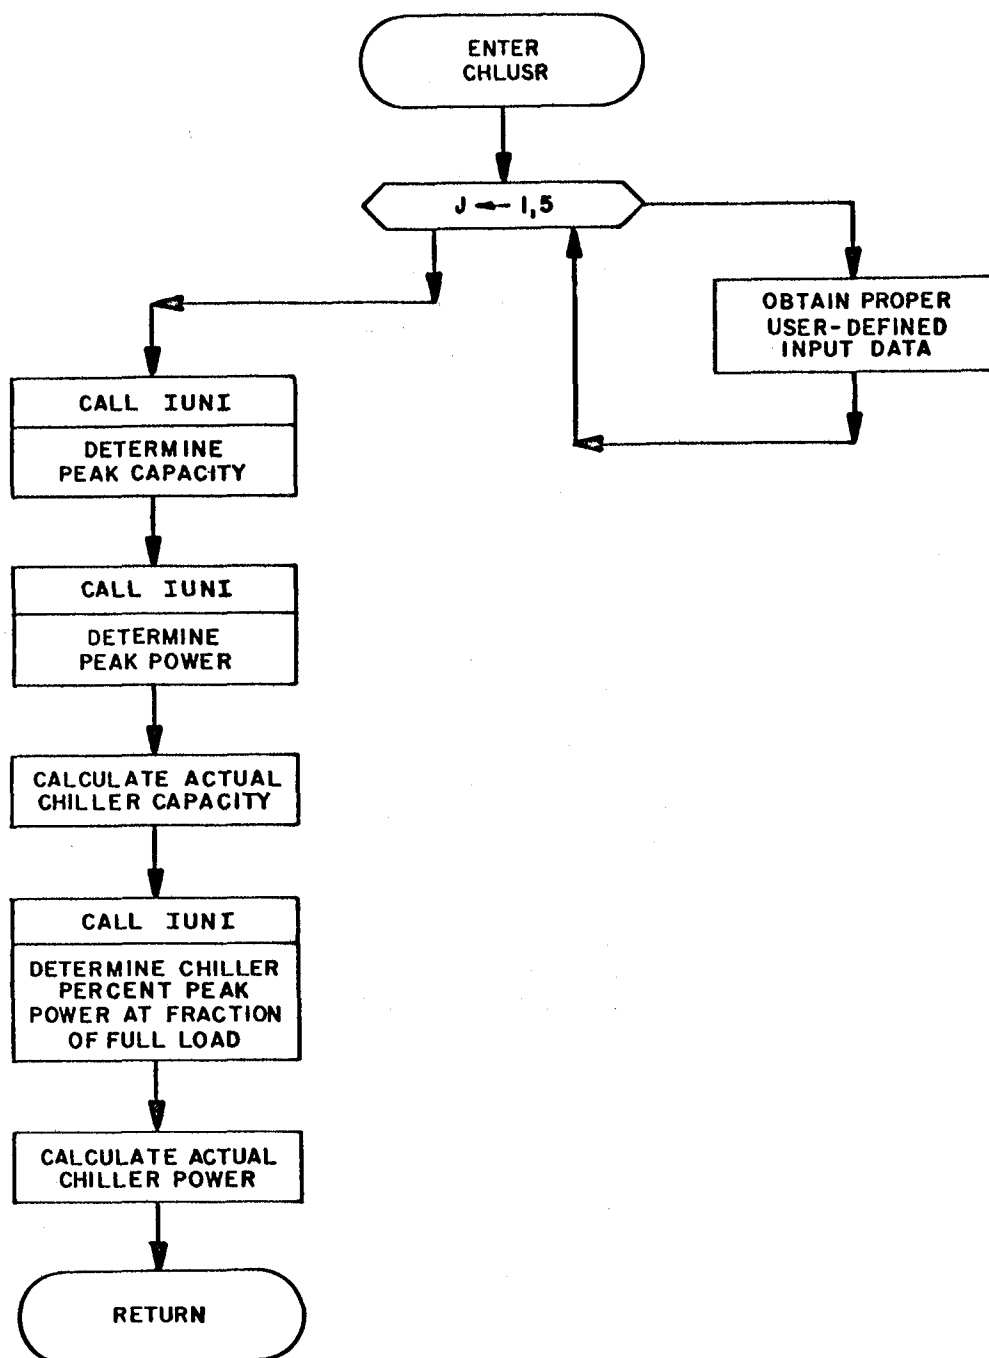 ENTER
CHLUSR
J ← 1,5
OBTAIN PROPER
USER-DEFINED
INPUT DATA
CALL IUNI
DETERMINE
PEAK CAPACITY
CALL IUNI
DETERMINE
PEAK POWER
CALCULATE ACTUAL
CHILLER CAPACITY
CALL IUNI
DETERMINE CHILLER
PERCENT PEAK
POWER AT FRACTION
OF FULL LOAD
CALCULATE ACTUAL
CHILLER POWER
RETURN